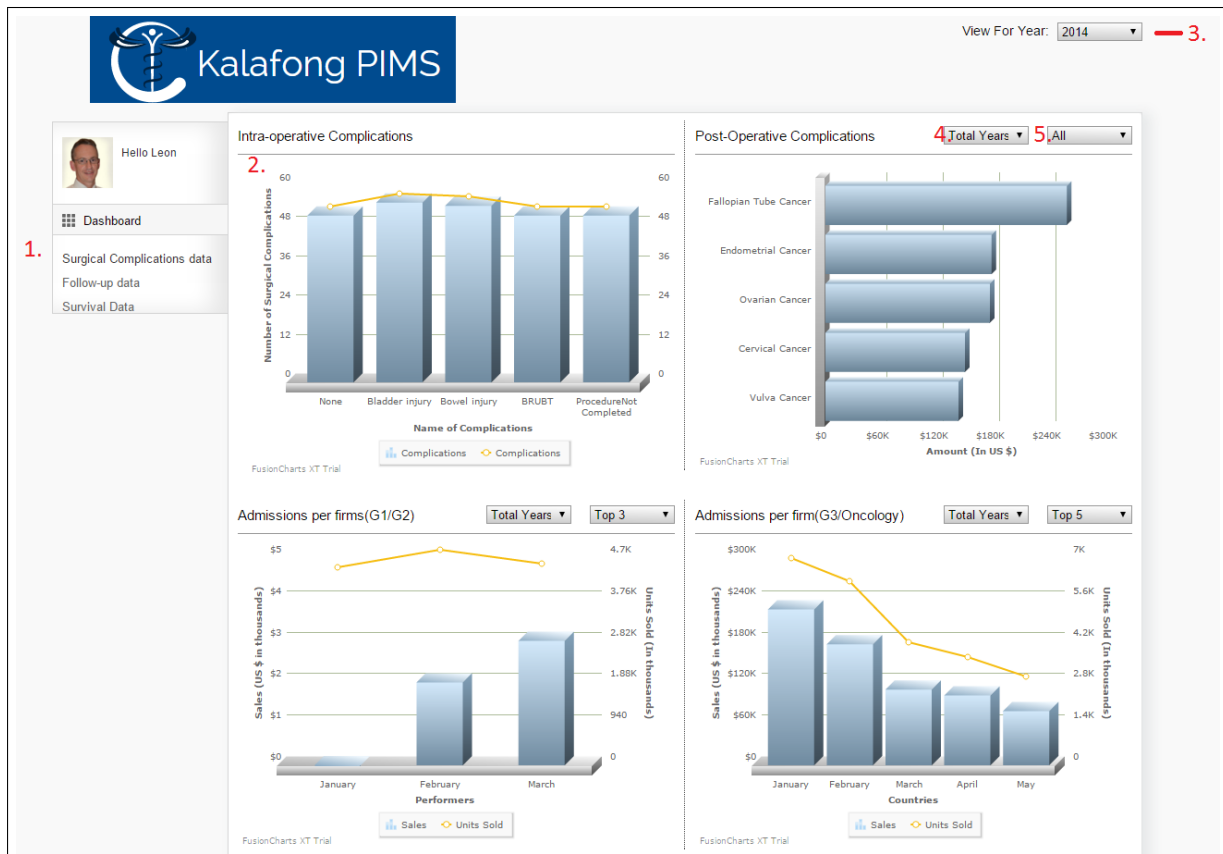 Kalafong PIMS
View For Year: 2014 3.
Hello Leon
Dashboard
1.
Surgical Complications data
Follow-up data
Survival Data
Intra-operative Complications
2.
60 60
48 48
36 36
24 24
12 12
0 0
Number of Surgical Complications
None Bladder injury Bowel injury BRUBT ProcedureNot
Completed
Name of Complications
Complications Complications
FusionCharts XT Trial
Post-Operative Complications 4. Total Years 5. All
Fallopian Tube Cancer
Endometrial Cancer
Ovarian Cancer
Cervical Cancer
Vulva Cancer
$0 $60K $120K $180K $240K $300K
Amount (In US $)
FusionCharts XT Trial
Admissions per firms(G1/G2) Total Years Top 3
$5 4.7K
$4 3.76K
$3 2.82K
$2 1.88K
$1 940
$0 0
Sales (US $ in thousands)
Units Sold (In thousands)
January February March
Performers
Sales Units Sold
FusionCharts XT Trial
Admissions per firm(G3/Oncology) Total Years Top 5
$300K 7K
$240K 5.6K
$180K 4.2K
$120K 2.8K
$60K 1.4K
$0 0
Sales (US $ in thousands)
Units Sold (In thousands)
January February March April May
Countries
Sales Units Sold
FusionCharts XT Trial